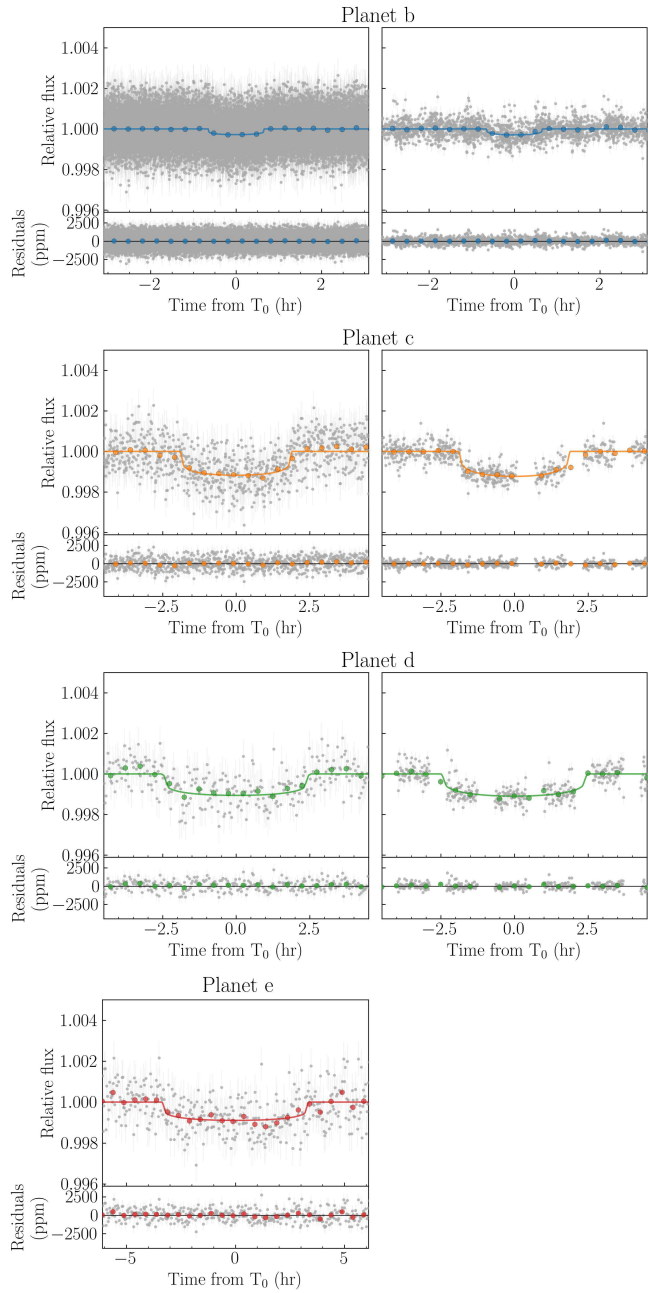 Planet b
1.004
1.002
1.000
0.998
0.996
Relative flux
2500
0
−2500
Residuals
(ppm)
−2 0 2
−2 0 2
Time from T0 (hr)
Time from T0 (hr)
Planet c
1.004
1.002
1.000
0.998
0.996
Relative flux
2500
0
−2500
Residuals
(ppm)
−2.5 0.0 2.5
−2.5 0.0 2.5
Time from T0 (hr)
Time from T0 (hr)
Planet d
1.004
1.002
1.000
0.998
0.996
Relative flux
2500
0
−2500
Residuals
(ppm)
−2.5 0.0 2.5
−2.5 0.0 2.5
Time from T0 (hr)
Time from T0 (hr)
Planet e
1.004
1.002
1.000
0.998
0.996
Relative flux
2500
0
−2500
Residuals
(ppm)
−5 0 5
Time from T0 (hr)